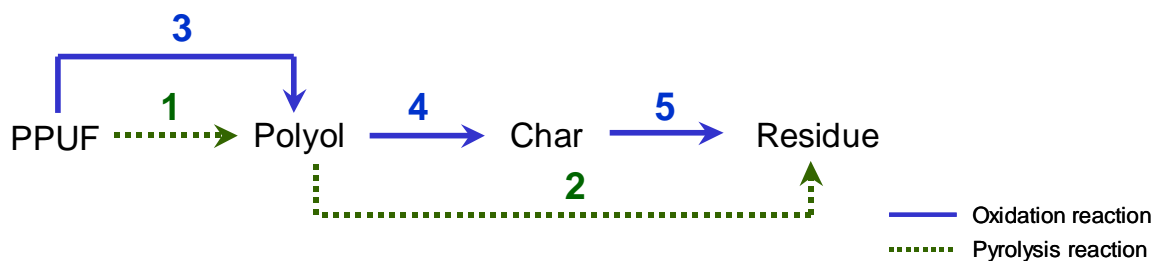 3
1 4 5
PPUF Polyol Char Residue
2
Oxidation reaction
Pyrolysis reaction